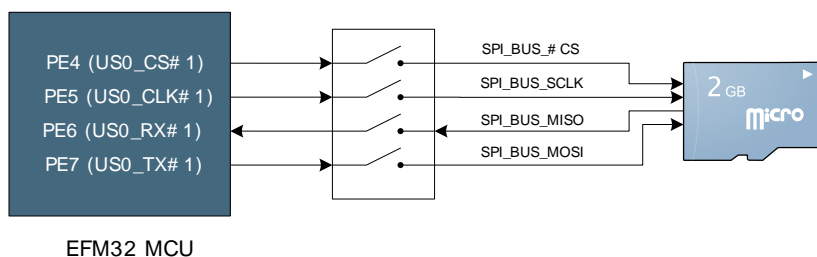 PE4 (US0_CS# 1)
PE5 (US0_CLK# 1)
PE6 (US0_RX# 1)
PE7 (US0_TX# 1)
EFM32 MCU
SPI_BUS_# CS
SPI_BUS_SCLK
SPI_BUS_MISO
SPI_BUS_MOSI
2 GB
micro